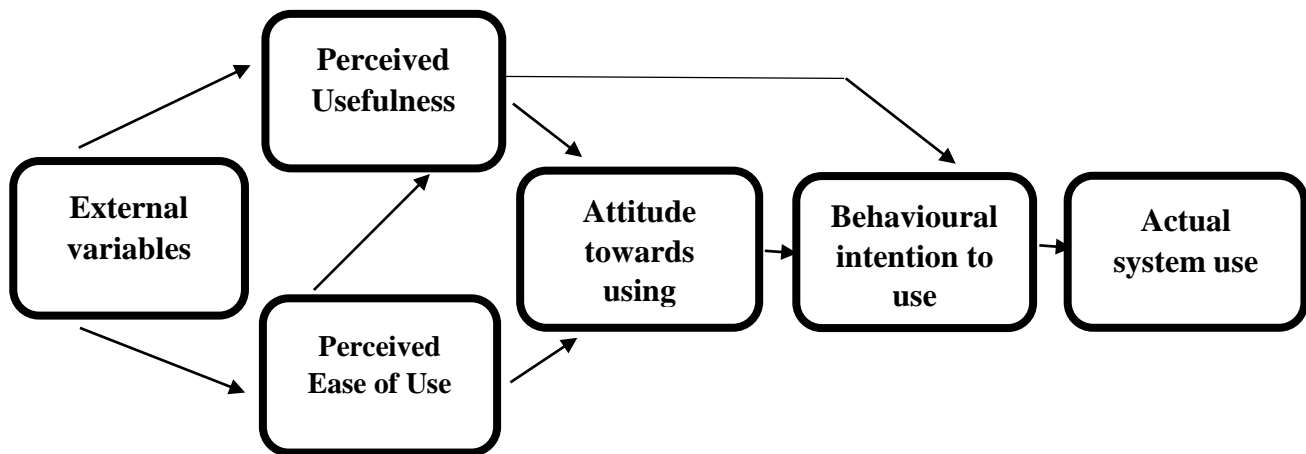 Perceived
Usefulness
External
variables
Attitude
towards
using
Behavioural
intention to
use
Actual
system use
Perceived
Ease of Use